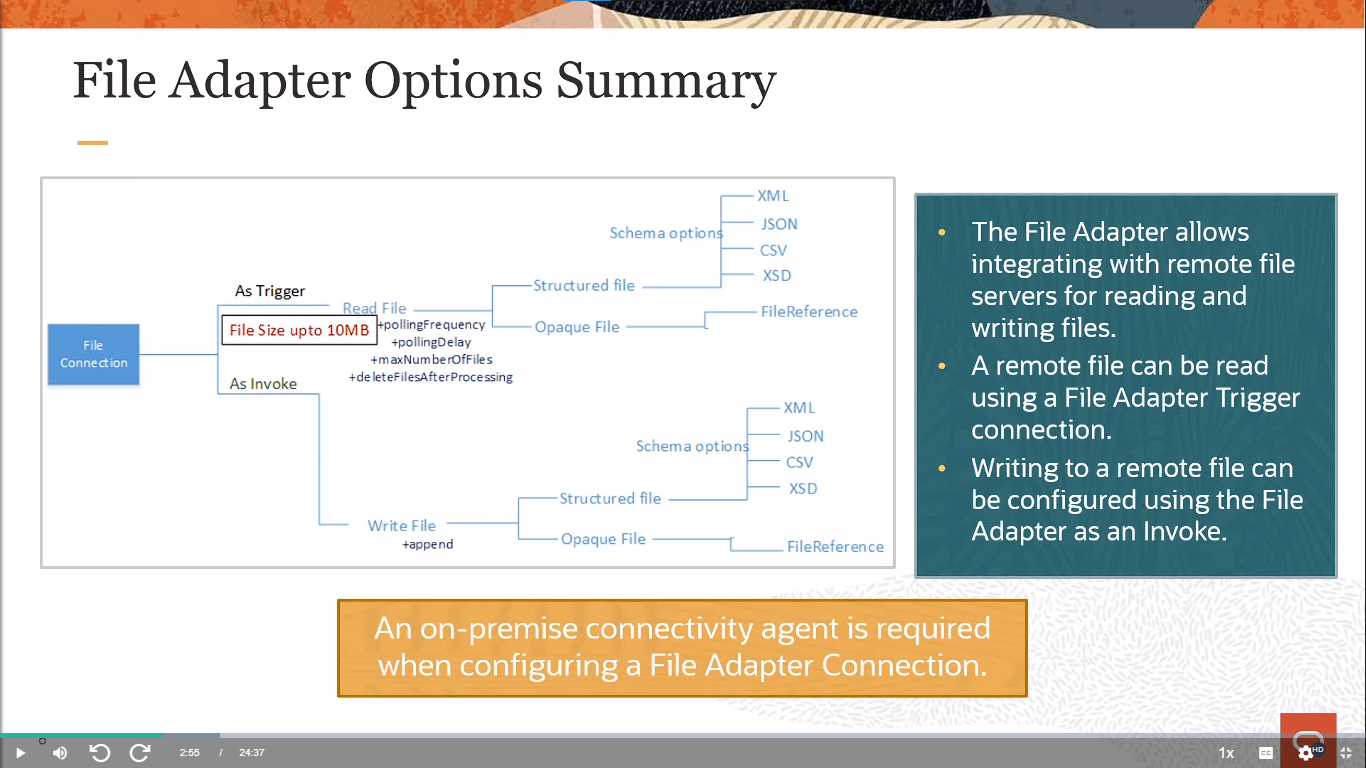 File Adapter Options Summary
XML
JSON
Schema options
CSV
XSD
As Trigger
Structured file
Read File
FileReference
File Size upto 10MB
+pollingFrequency
Opaque File
+pollingDelay
File
Connection
+maxNumberOfFiles
+deleteFilesAfterProcessing
As Invoke
XML
JSON
Schema options
CSV
XSD
Structured file
Write File
Opaque File
+append
FileReference
• The File Adapter allows
integrating with remote file
servers for reading and
writing files.
• A remote file can be read
using a File Adapter Trigger
connection.
• Writing to a remote file can
be configured using the File
Adapter as an Invoke.
An on-premise connectivity agent is required
when configuring a File Adapter Connection.
2:55 / 24:37
1x
CC
HD